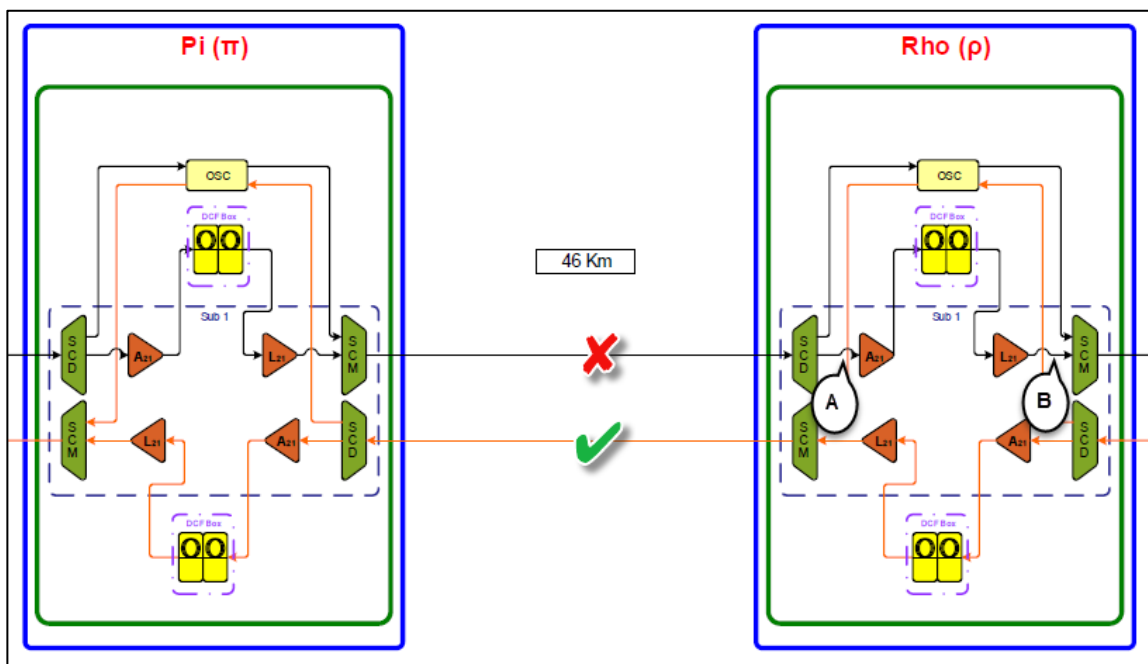 Pi (π)
Rho (ρ)
OSC
OSC
DCF Box
DCF Box
46 Km
Sub 1
Sub 1
SCD
A21
L21
SCM
SCD
A21
L21
SCM
A
B
SCM
L21
A21
SCD
SCM
L21
A21
SCD
DCF Box
DCF Box